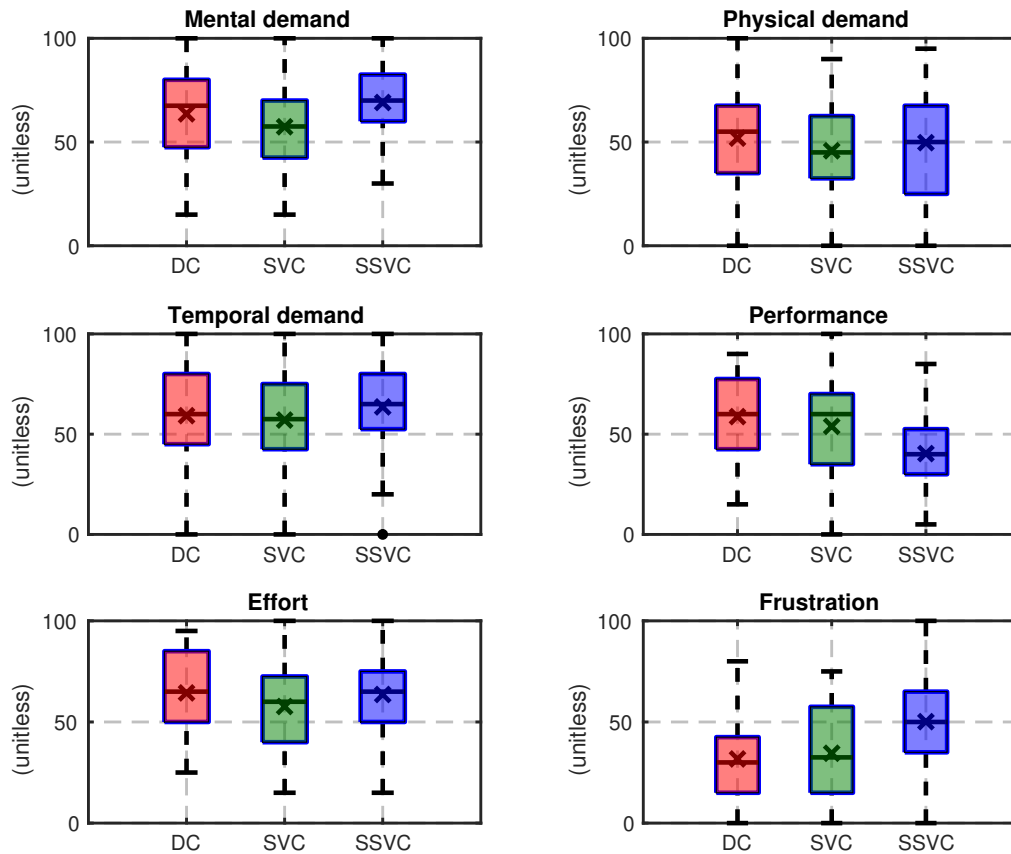 Mental demand
100
50
0
(unitless)
DC SVC SSVC
Physical demand
100
50
0
(unitless)
DC SVC SSVC
Temporal demand
100
50
0
(unitless)
DC SVC SSVC
Performance
100
50
0
(unitless)
DC SVC SSVC
Effort
100
50
0
(unitless)
DC SVC SSVC
Frustration
100
50
0
(unitless)
DC SVC SSVC